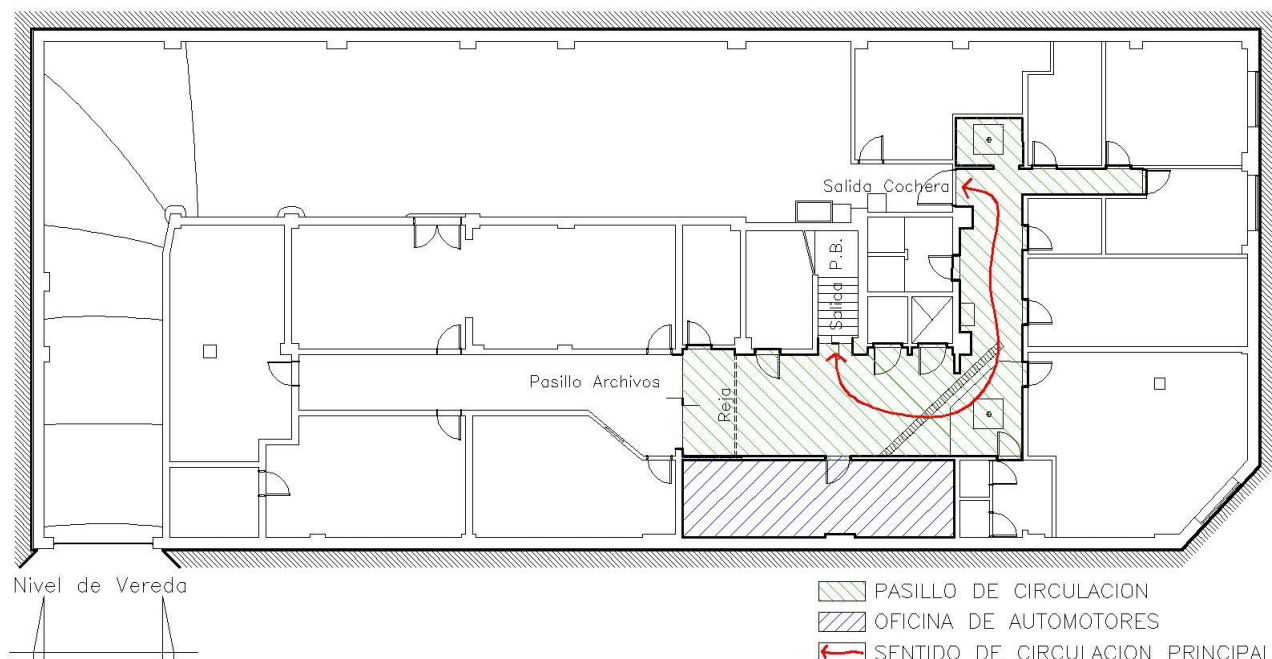 Salida Cochera
Salida P.B.
Pasillo Archivos
Reja
Nivel de Vereda
PASILLO DE CIRCULACION
OFICINA DE AUTOMOTORES
SENTIDO DE CIRCULACION PRINCIPAL